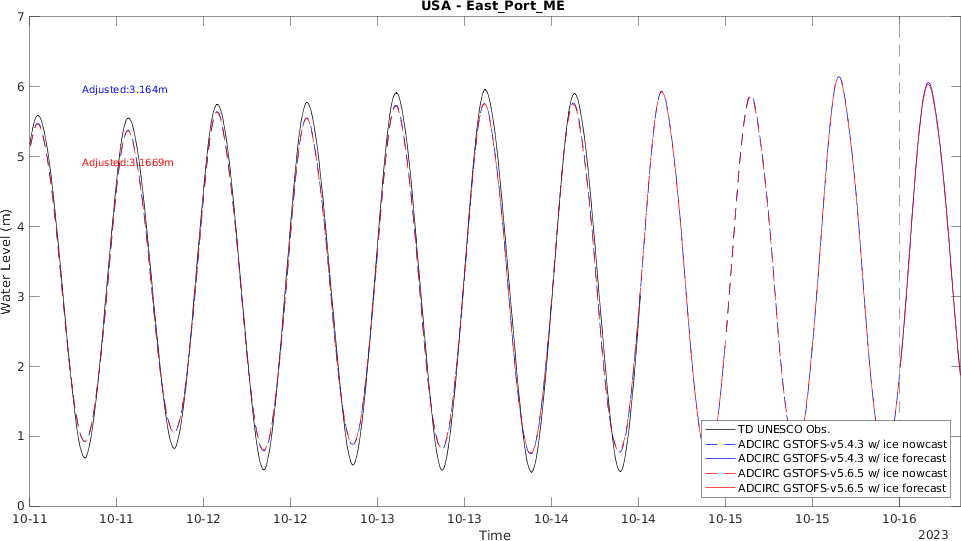 USA - East_Port_ME
7
6
5
4
3
2
1
0
Water Level (m)
Adjusted:3.164m
Adjusted:3.1669m
TD UNESCO Obs.
ADCIRC GSTOFS-v5.4.3 w/ ice nowcast
ADCIRC GSTOFS-v5.4.3 w/ ice forecast
ADCIRC GSTOFS-v5.6.5 w/ ice nowcast
ADCIRC GSTOFS-v5.6.5 w/ ice forecast
10-11 10-11 10-12 10-12 10-13 10-13 10-14 10-14 10-15 10-15 10-16
Time
2023